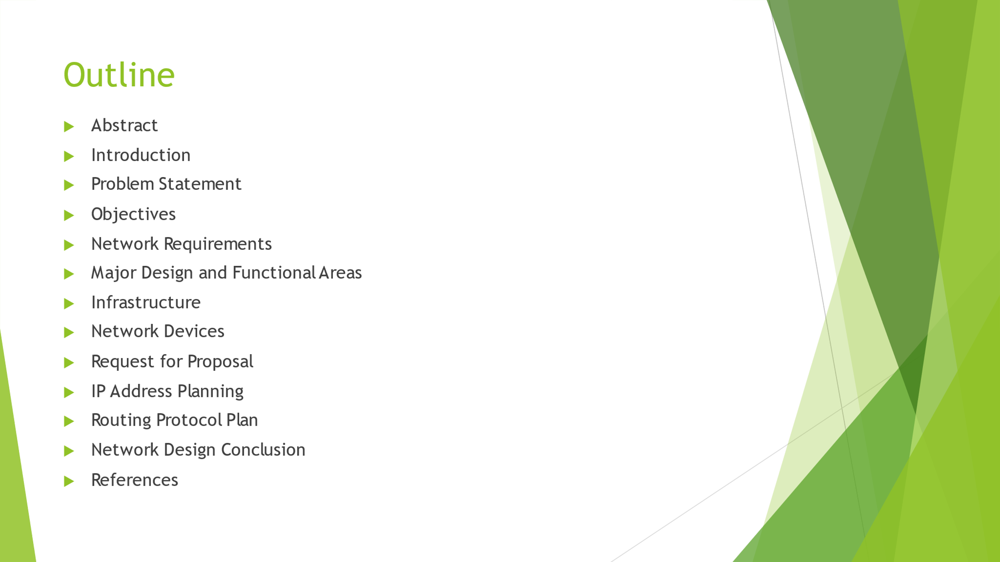 Outline
Abstract
Introduction
Problem Statement
Objectives
Network Requirements
Major Design and Functional Areas
Infrastructure
Network Devices
Request for Proposal
IP Address Planning
Routing Protocol Plan
Network Design Conclusion
References